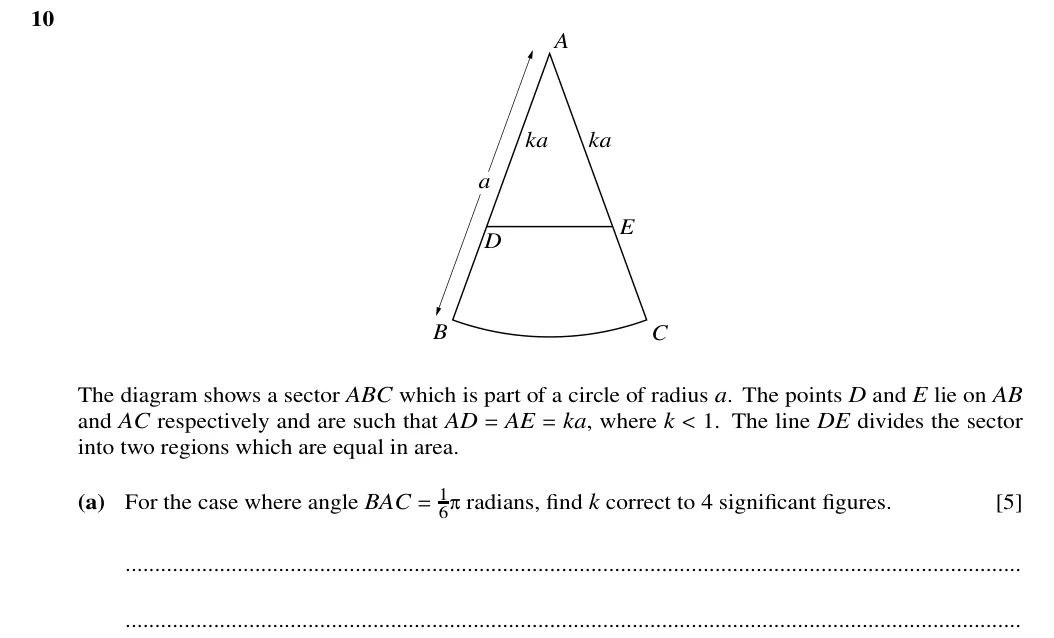 10
A
ka ka
a
D E
B C
The diagram shows a sector ABC which is part of a circle of radius a. The points D and E lie on AB
and AC respectively and are such that AD = AE = ka, where k < 1. The line DE divides the sector
into two regions which are equal in area.
(a) For the case where angle BAC = 1/6 π radians, find k correct to 4 significant figures. [5]